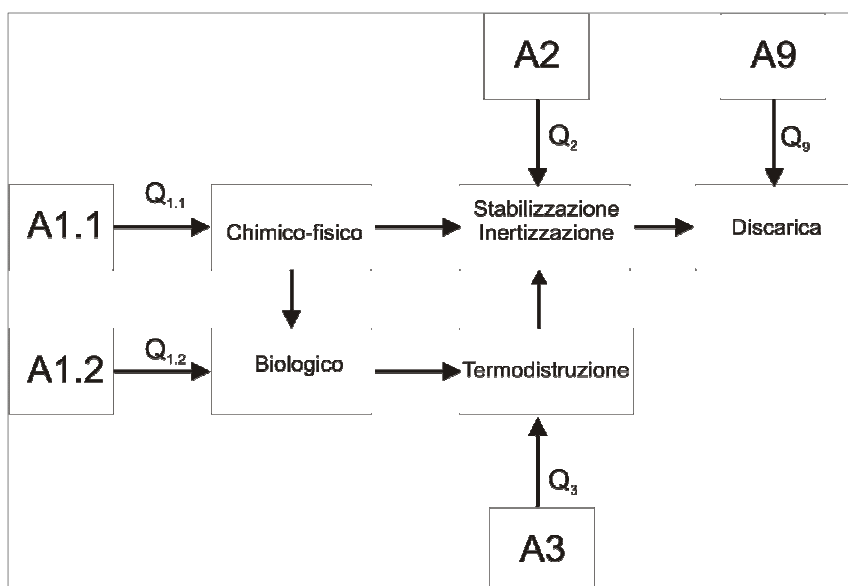 A2
A9
Q2
Q9
A1.1
Q1.1
Chimico-fisico
Stabilizzazione
Inertizzazione
Discarica
A1.2
Q1.2
Biologico
Termodistruzione
Q3
A3